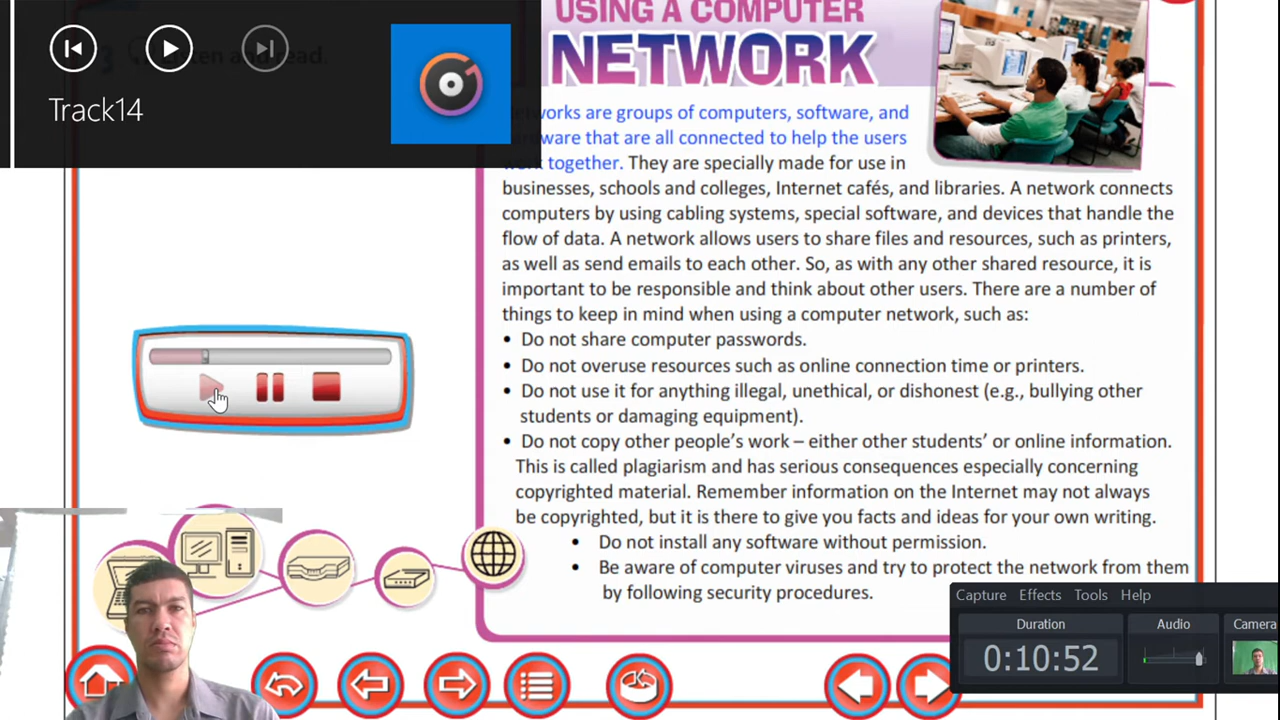 Track14
3
Listen and read.
USING A COMPUTER
NETWORK
Networks are groups of computers, software, and
hardware that are all connected to help the users
work together. They are specially made for use in
businesses, schools and colleges, Internet cafés, and libraries. A network connects
computers by using cabling systems, special software, and devices that handle the
flow of data. A network allows users to share files and resources, such as printers,
as well as send emails to each other. So, as with any other shared resource, it is
important to be responsible and think about other users. There are a number of
things to keep in mind when using a computer network, such as:
• Do not share computer passwords.
• Do not overuse resources such as online connection time or printers.
• Do not use it for anything illegal, unethical, or dishonest (e.g., bullying other
students or damaging equipment).
• Do not copy other people's work – either other students' or online information.
This is called plagiarism and has serious consequences especially concerning
copyrighted material. Remember information on the Internet may not always
be copyrighted, but it is there to give you facts and ideas for your own writing.
• Do not install any software without permission.
• Be aware of computer viruses and try to protect the network from them
by following security procedures.
Capture Effects Tools Help
Duration Audio Camera
0:10:52